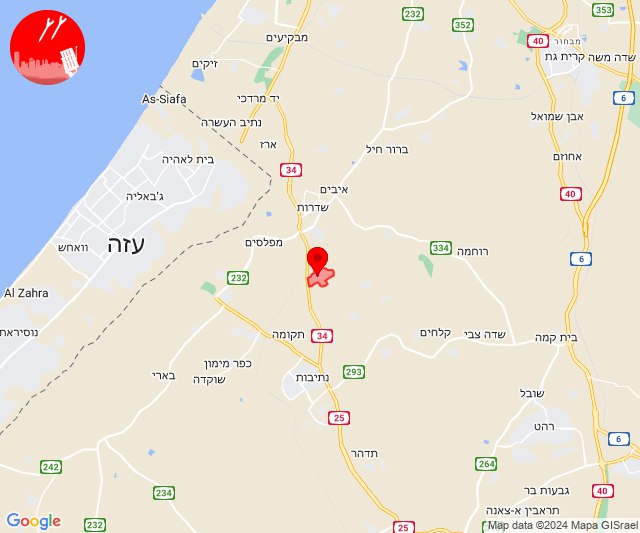 232
352
40
מבחור
שדה משה
קרית גת
מבקיעים
זיקים
6
As-Siafa
יד מרדכי
נתיב העשרה
אבן שמואל
ארז
ברור חיל
אחוזם
בית לאהיה
34
איבים
40
ג'באליה
שדרות
מפלסים
עזה
וואחש
334
רוחמה
6
232
Al Zahra
נוסיראת
תקומה
34
קלחים
שדה צבי
בית קמה
כפר מימון
שוקדה
בארי
נתיבות
293
שובל
25
רהט
6
תדהר
242
264
234
גבעות בר
40
תראבין א-צאנה
232
25
Google
Map data ©2024 Mapa GISrael